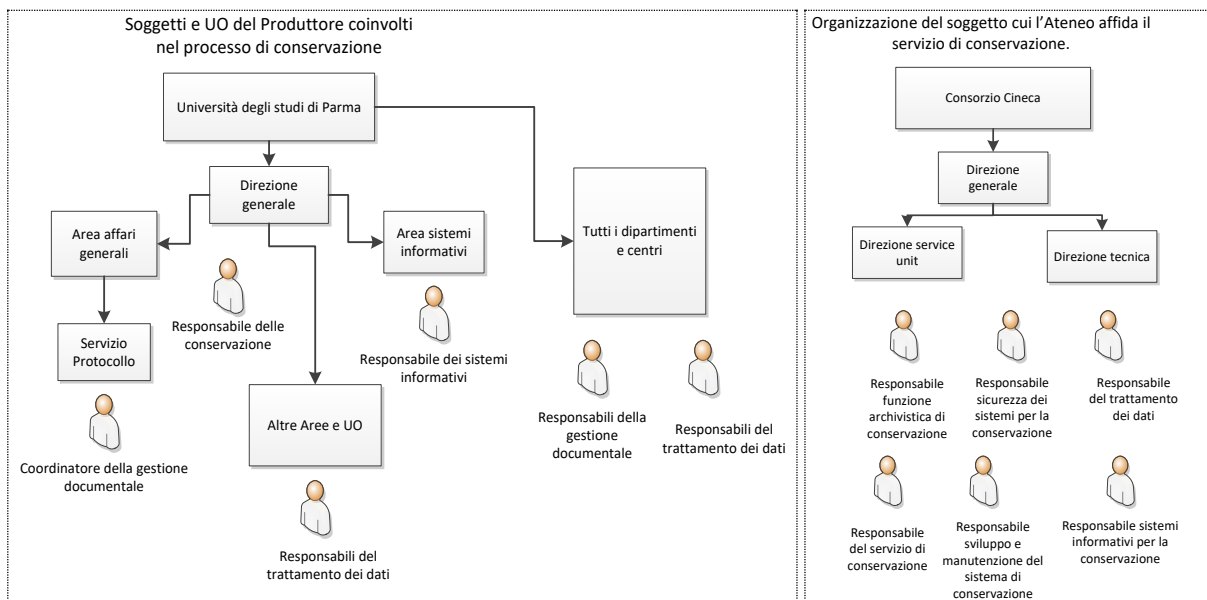 Soggetti e UO del Produttore coinvolti
nel processo di conservazione
Università degli studi di Parma
Direzione
generale
Area affari
generali
Area sistemi
informativi
Tutti i dipartimenti
e centri
Servizio
Protocollo
Responsabile delle
conservazione
Responsabile dei sistemi
informativi
Altre Aree e UO
Coordinatore della gestione
documentale
Responsabili della
gestione
documentale
Responsabili del
trattamento dei dati
Responsabili del
trattamento dei dati
Organizzazione del soggetto cui l'Ateneo affida il
servizio di conservazione.
Consorzio Cineca
Direzione
generale
Direzione service
unit
Direzione tecnica
Responsabile
funzione
archivistica di
conservazione
Responsabile
sicurezza dei
sistemi per la
conservazione
Responsabile
del trattamento
dei dati
Responsabile
del servizio di
conservazione
Responsabile
sviluppo e
manutenzione del
sistema di
conservazione
Responsabile sistemi
informativi per la
conservazione